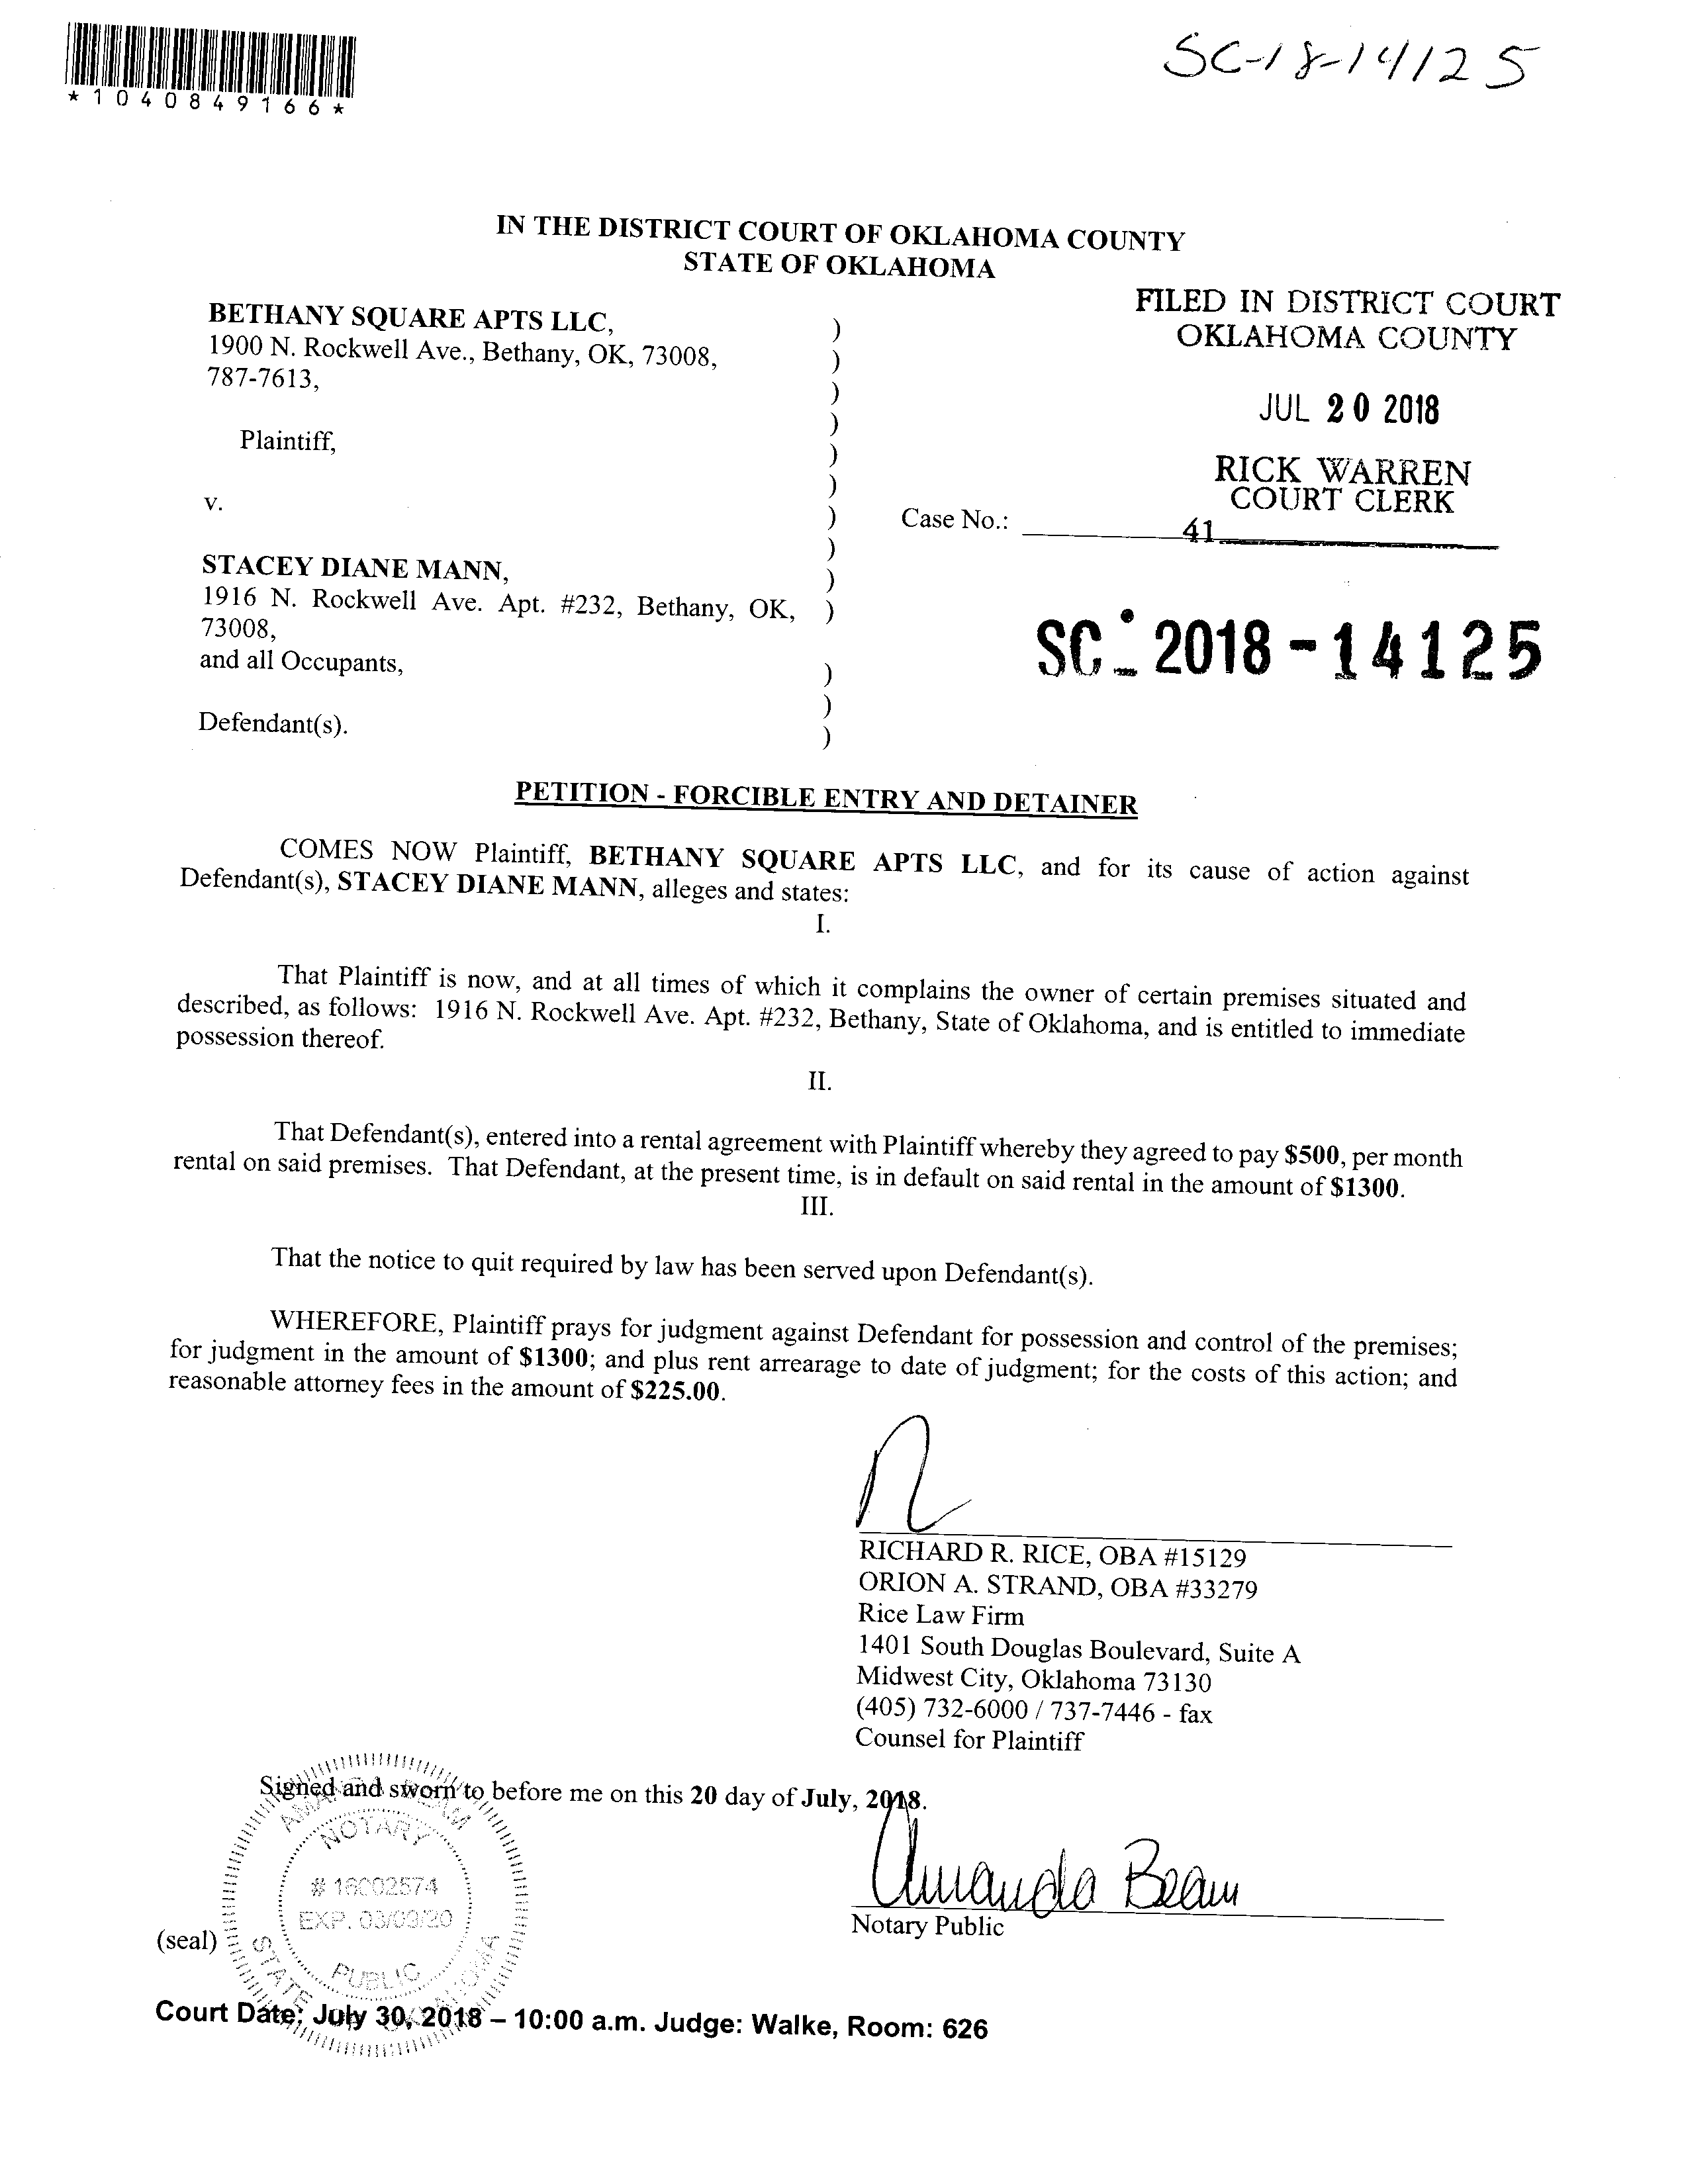 *1040849166*
SC-18-14125
IN THE DISTRICT COURT OF OKLAHOMA COUNTY
STATE OF OKLAHOMA
FILED IN DISTRICT COURT
OKLAHOMA COUNTY
JUL 20 2018
RICK WARREN
COURT CLERK
41
BETHANY SQUARE APTS LLC, )
1900 N. Rockwell Ave., Bethany, OK, 73008, )
787-7613, )
)
Plaintiff, )
)
v. ) Case No.:
)
STACEY DIANE MANN, )
1916 N. Rockwell Ave. Apt. #232, Bethany, OK, )
73008,
and all Occupants, )
)
Defendant(s). )
SC-2018-14125
PETITION - FORCIBLE ENTRY AND DETAINER
COMES NOW Plaintiff, BETHANY SQUARE APTS LLC, and for its cause of action against
Defendant(s), STACEY DIANE MANN, alleges and states:
I.
That Plaintiff is now, and at all times of which it complains the owner of certain premises situated and
described, as follows: 1916 N. Rockwell Ave. Apt. #232, Bethany, State of Oklahoma, and is entitled to immediate
possession thereof.
II.
That Defendant(s), entered into a rental agreement with Plaintiff whereby they agreed to pay $500, per month
rental on said premises. That Defendant, at the present time, is in default on said rental in the amount of $1300.
III.
That the notice to quit required by law has been served upon Defendant(s).
WHEREFORE, Plaintiff prays for judgment against Defendant for possession and control of the premises;
for judgment in the amount of $1300; and plus rent arrearage to date of judgment; for the costs of this action; and
reasonable attorney fees in the amount of $225.00.
RICHARD R. RICE, OBA #15129
ORION A. STRAND, OBA #33279
Rice Law Firm
1401 South Douglas Boulevard, Suite A
Midwest City, Oklahoma 73130
(405) 732-6000 / 737-7446 - fax
Counsel for Plaintiff
Signed and sworn to before me on this 20 day of July, 2018.
AMANDA BEAM
NOTARY
# 16002574
EXP. 03/03/20
PUBLIC
STATE OF OKLAHOMA
Amanda Beam
Notary Public
(seal)
Court Date: July 30, 2018 – 10:00 a.m. Judge: Walke, Room: 626